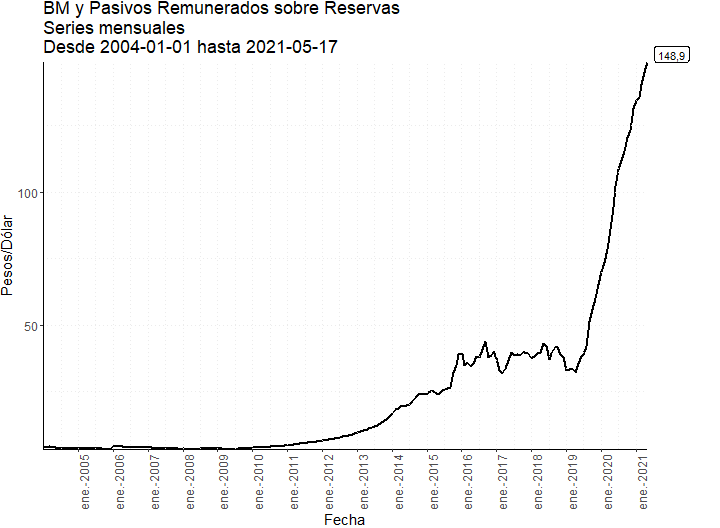 BM y Pasivos Remunerados sobre Reservas
Series mensuales
Desde 2004-01-01 hasta 2021-05-17
148,9
100
50
Pesos/Dólar
ene.-2005
ene.-2006
ene.-2007
ene.-2008
ene.-2009
ene.-2010
ene.-2011
ene.-2012
ene.-2013
ene.-2014
ene.-2015
ene.-2016
ene.-2017
ene.-2018
ene.-2019
ene.-2020
ene.-2021
Fecha